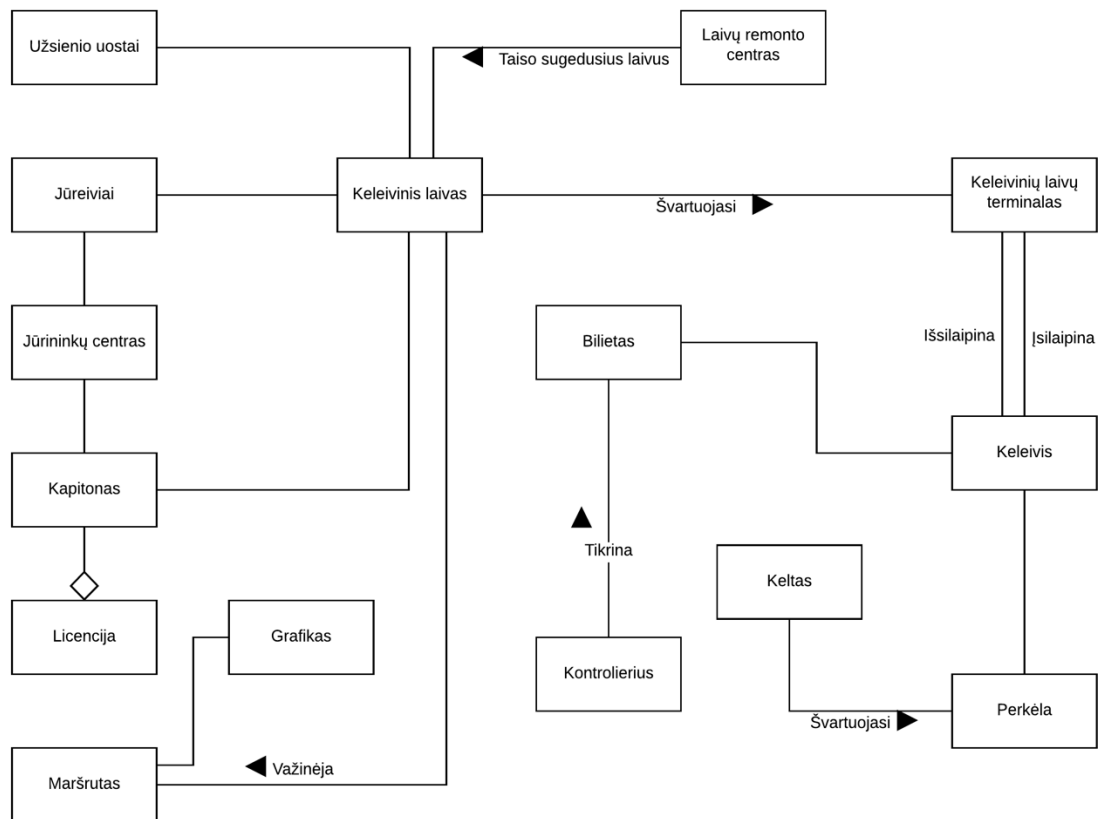 Užsienio uostai
Laivų remonto
centras
Taiso sugedusius laivus
Jūreiviai
Keleivinis laivas
Keleivinių laivų
terminalas
Švartuojasi
Jūrininkų centras
Bilietas
Išsilaipina
Įsilaipina
Keleivis
Kapitonas
Tikrina
Keltas
Licencija
Grafikas
Kontrolierius
Perkėla
Švartuojasi
Maršrutas
Važinėja